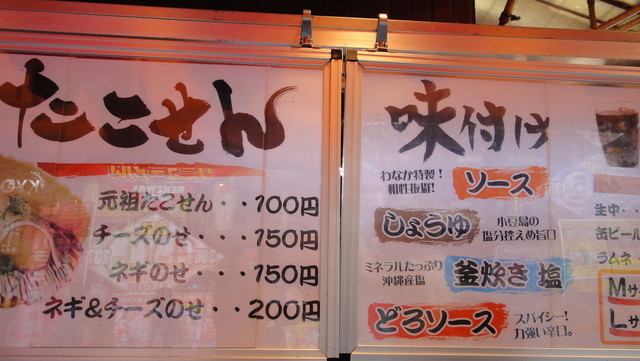 たこせん
元祖たこせん・・100円
チーズのせ・・150円
ネギのせ・・150円
ネギ&チーズのせ・・200円
味付け
わなか特製!
相性抜群!
ソース
しょうゆ
小豆島の
塩分控えめ旨口
ミネラルたっぷり
沖縄産塩
釜炊き塩
どろソース
スパイシー!
力強い辛口。
生中・
缶ビール
ラムネ・
Mサ
Lサ